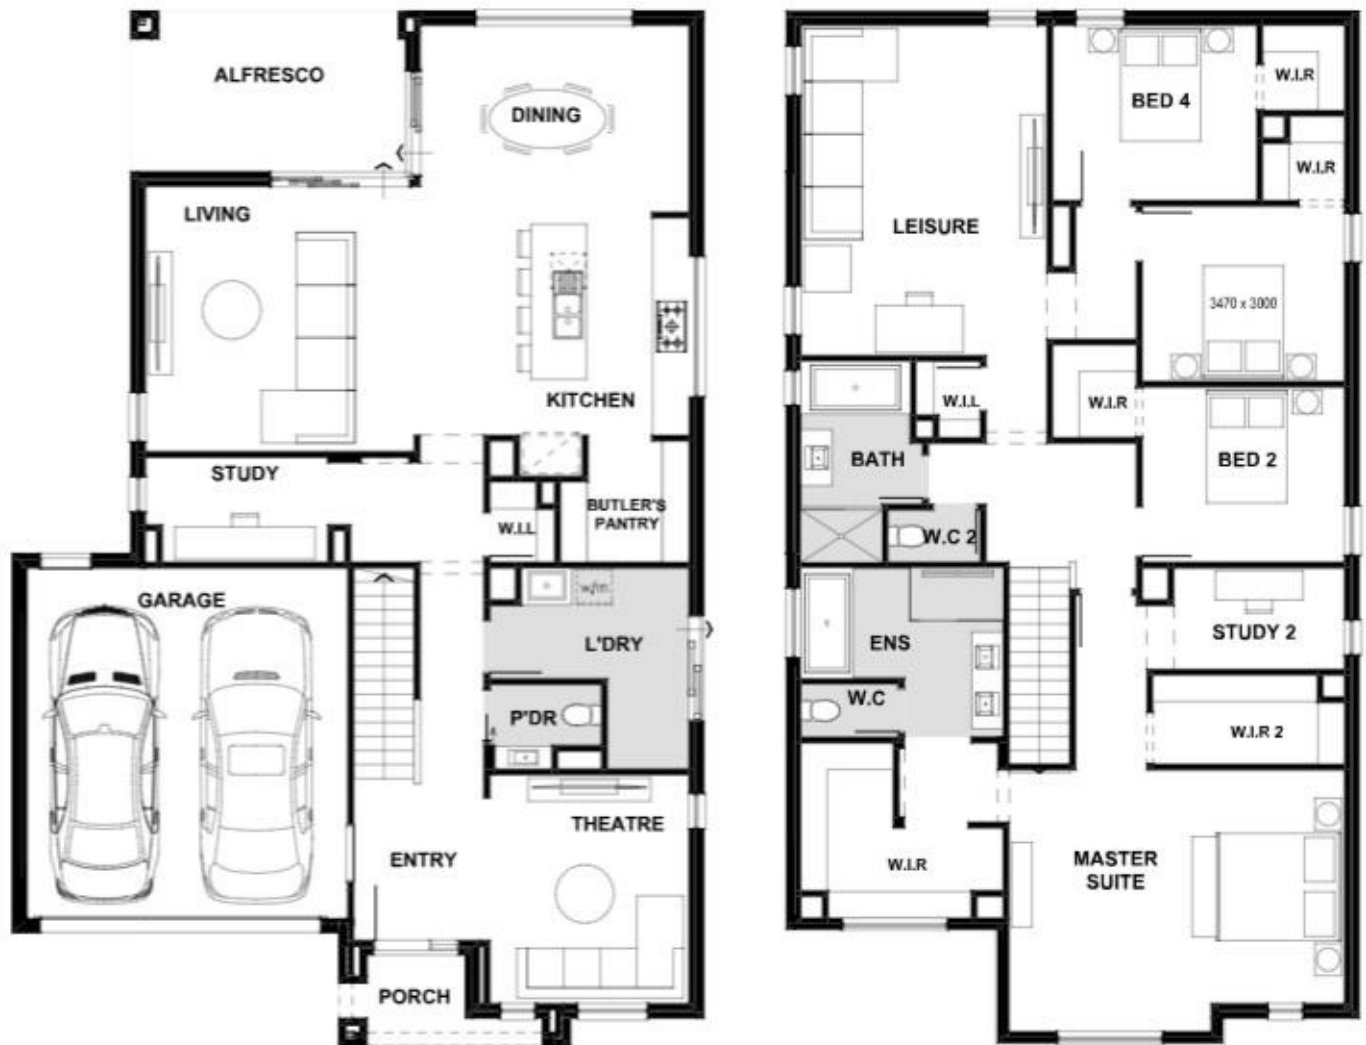 ALFRESCO
DINING
LIVING
KITCHEN
STUDY
W.I.L
BUTLER'S
PANTRY
GARAGE
w/m
L'DRY
P'DR
THEATRE
ENTRY
PORCH
W.I.R
BED 4
W.I.R
LEISURE
3470 x 3000
W.I.L
W.I.R
BATH
BED 2
W.C 2
ENS
STUDY 2
W.C
W.I.R 2
W.I.R
MASTER
SUITE